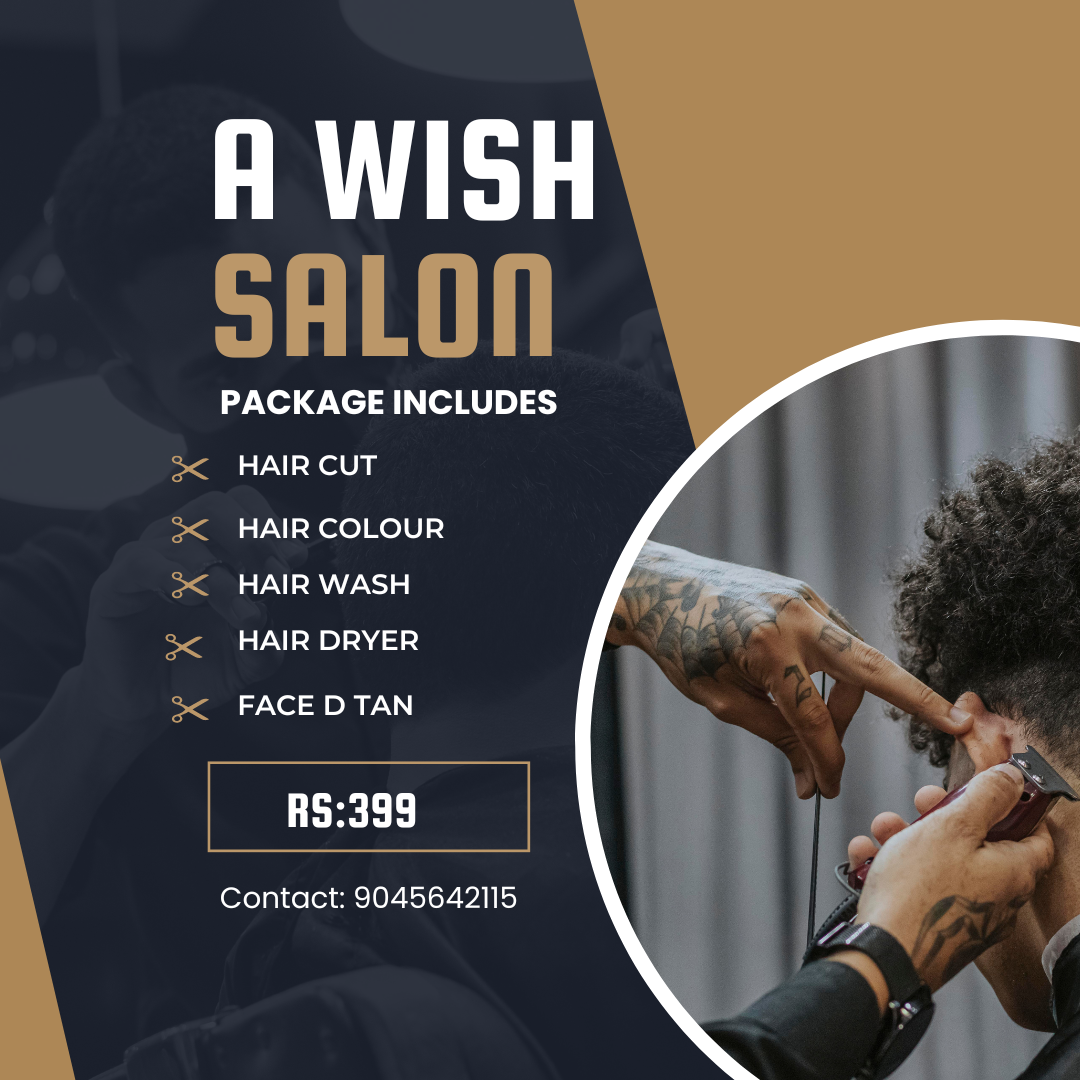 A WISH
SALON
PACKAGE INCLUDES
HAIR CUT
HAIR COLOUR
HAIR WASH
HAIR DRYER
FACE D TAN
RS:399
Contact: 9045642115